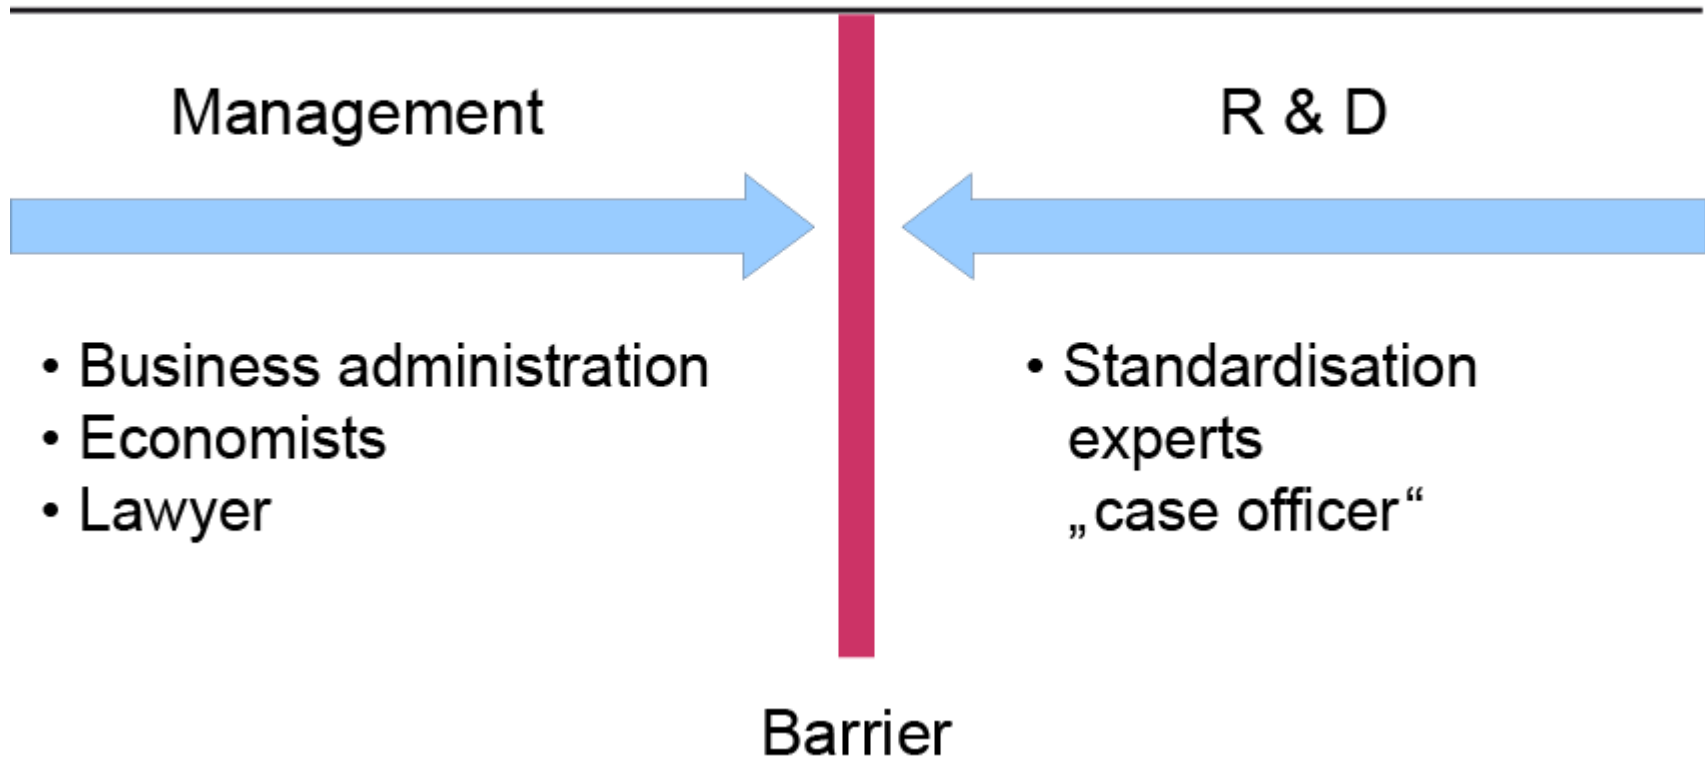 Management
R & D
• Business administration
• Economists
• Lawyer
• Standardisation
experts
„case officer“
Barrier